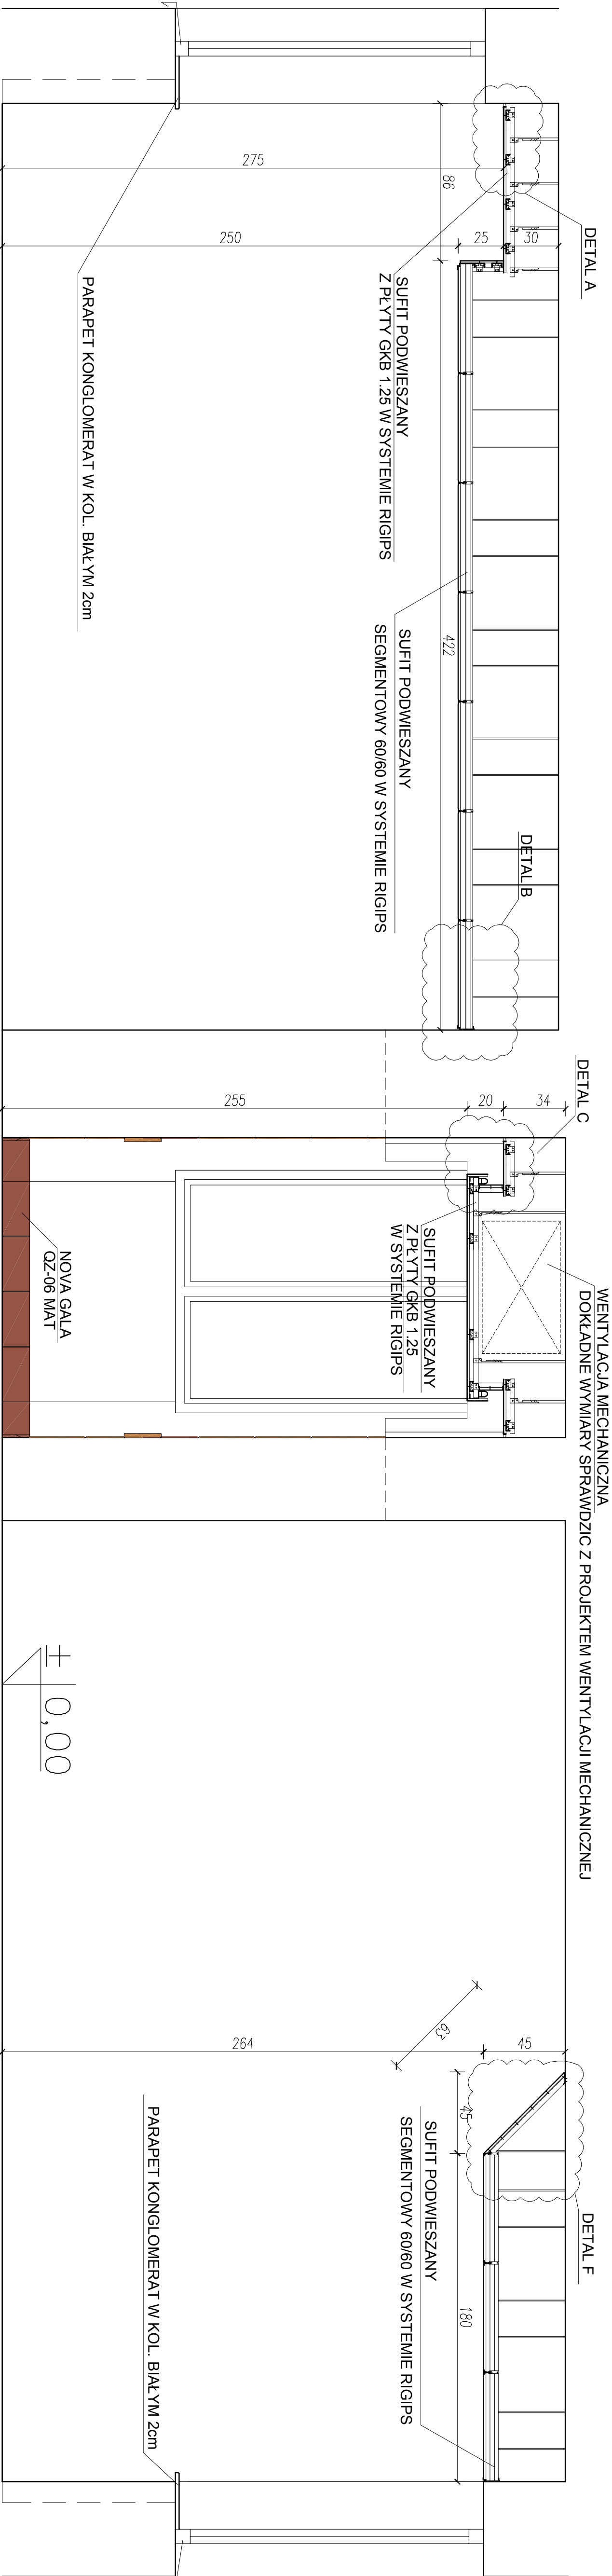 DETAL A
275
86
250
25
30
SUFIT PODWIESZANY
Z PŁYTY GKB 1.25 W SYSTEMIE RIGIPS
PARAPET KONGLOMERAT W KOL. BIAŁYM 2cm
422
SUFIT PODWIESZANY
SEGMENTOWY 60/60 W SYSTEMIE RIGIPS
DETAL B
DETAL C
255
20
34
SUFIT PODWIESZANY
Z PŁYTY GKB 1.25
W SYSTEMIE RIGIPS
NOVA GALA
QZ-06 MAT
WENTYLACJA MECHANICZNA
DOKŁADNE WYMIARY SPRAWDZIC Z PROJEKTEM WENTYLACJI MECHANICZNEJ
± 0,00
63
264
45
45
DETAL F
SUFIT PODWIESZANY
SEGMENTOWY 60/60 W SYSTEMIE RIGIPS
180
PARAPET KONGLOMERAT W KOL. BIAŁYM 2cm